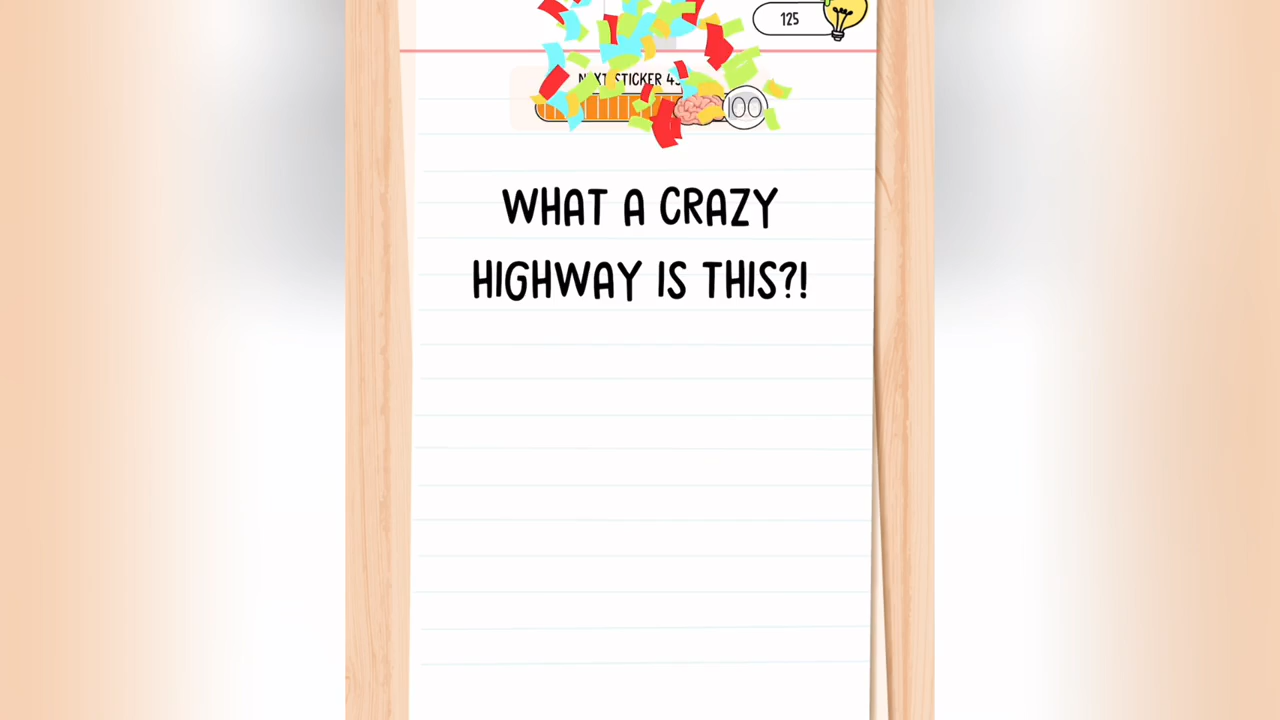 125
NEXT STICKER
100
WHAT A CRAZY
HIGHWAY IS THIS?!